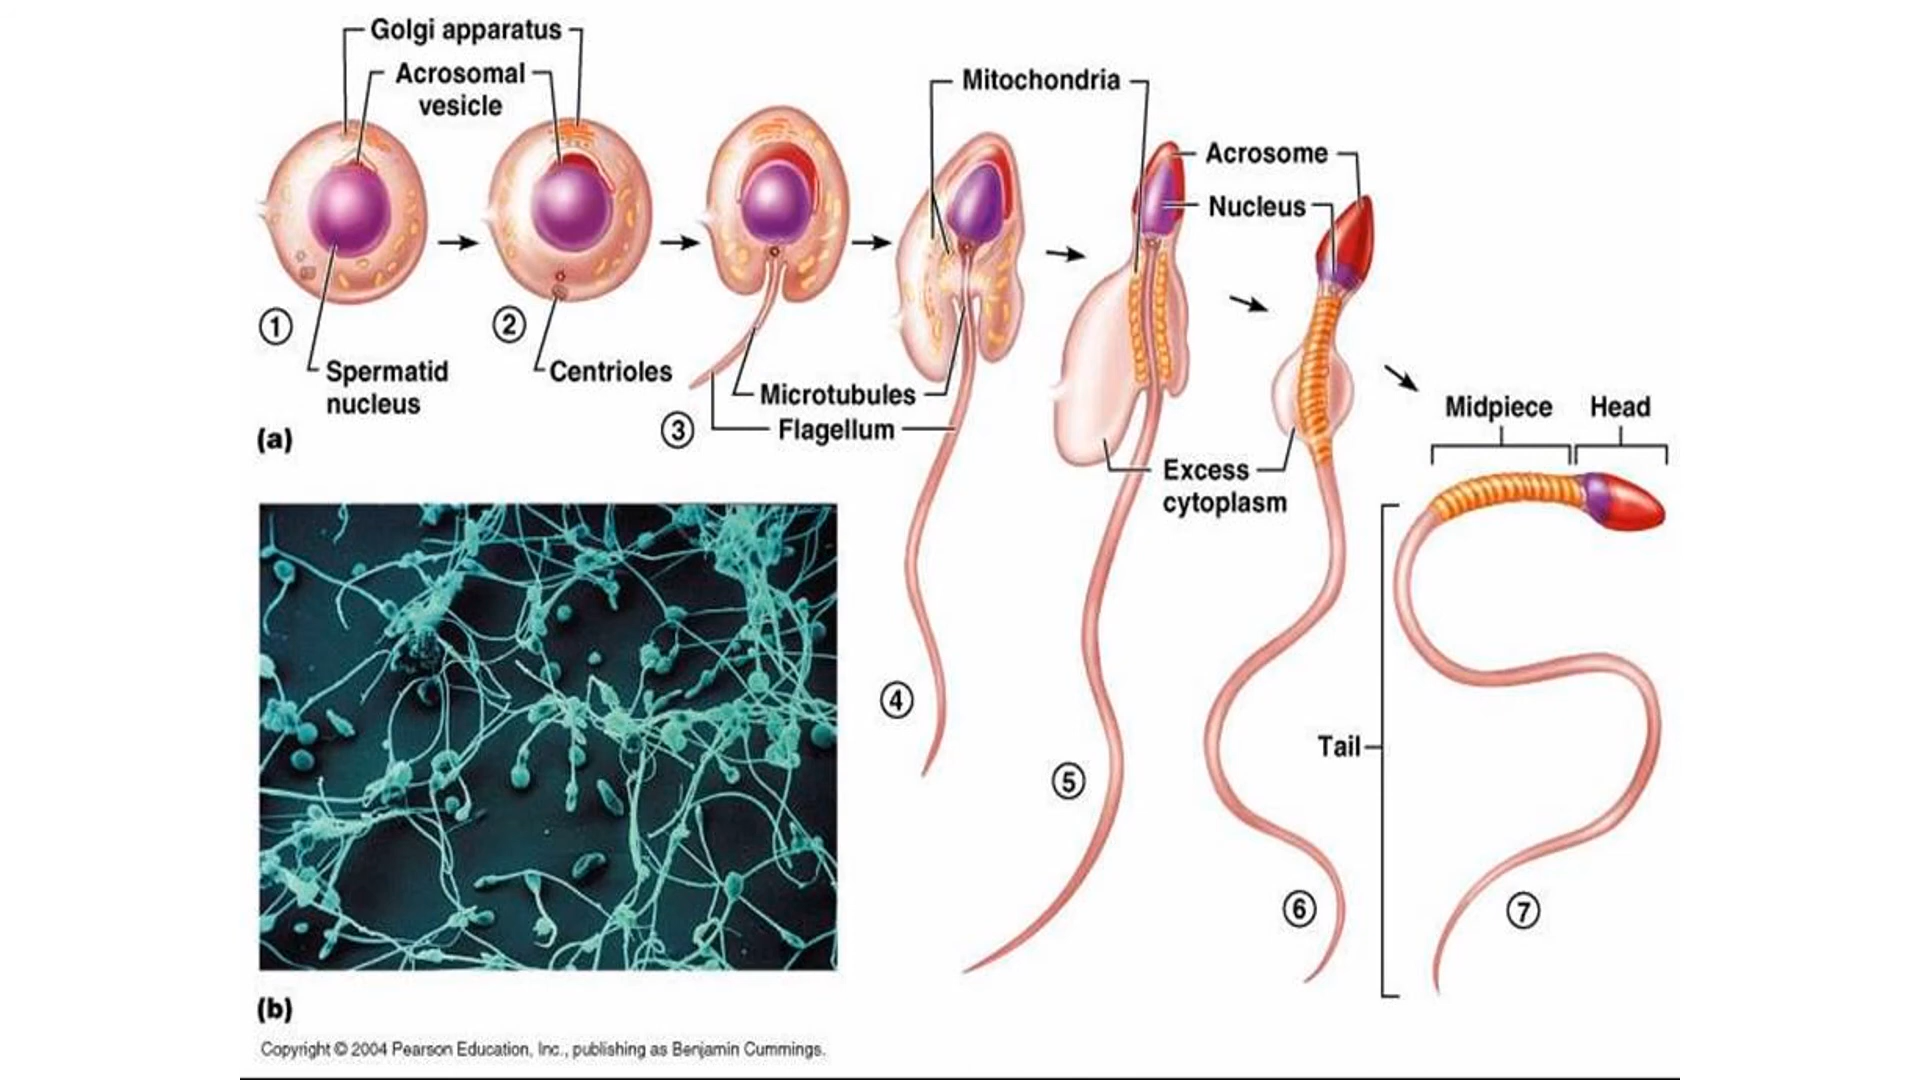 Golgi apparatus
Acrosomal
vesicle
Mitochondria
Acrosome
Nucleus
1
2
Spermatid
nucleus
Centrioles
Microtubules
Flagellum
3
(a)
Midpiece
Head
Excess
cytoplasm
4
Tail
5
6
7
(b)
Copyright © 2004 Pearson Education, Inc., publishing as Benjamin Cummings.